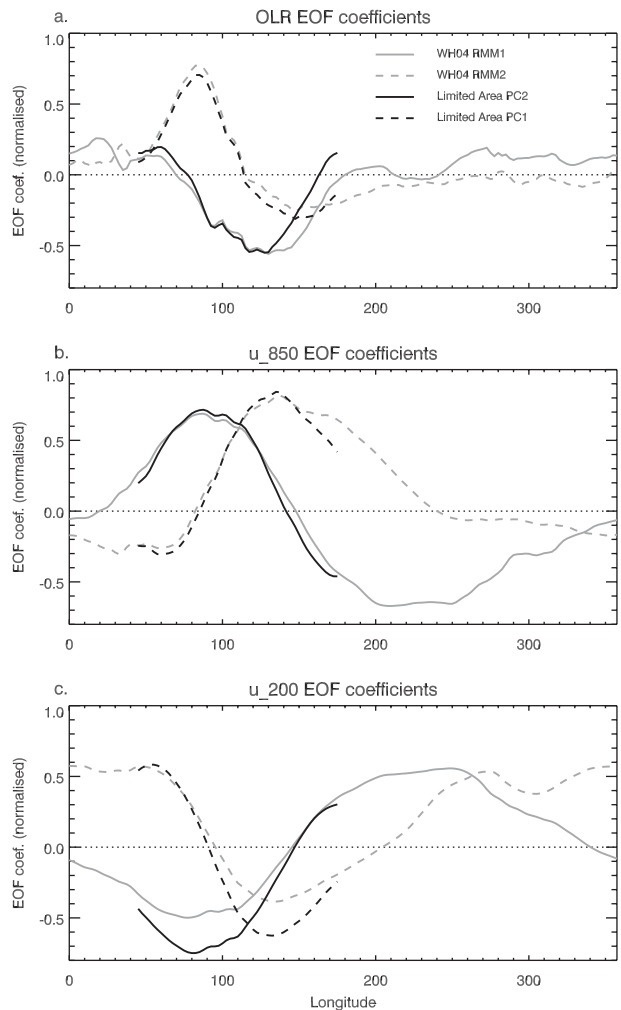 a. OLR EOF coefficients
1.0
WH04 RMM1
WH04 RMM2
0.5
Limited Area PC2
Limited Area PC1
EOF coef. (normalised)
0.0
-0.5
0 100 200 300
b. u_850 EOF coefficients
1.0
0.5
EOF coef. (normalised)
0.0
-0.5
0 100 200 300
c. u_200 EOF coefficients
1.0
0.5
EOF coef. (normalised)
0.0
-0.5
0 100 200 300
Longitude